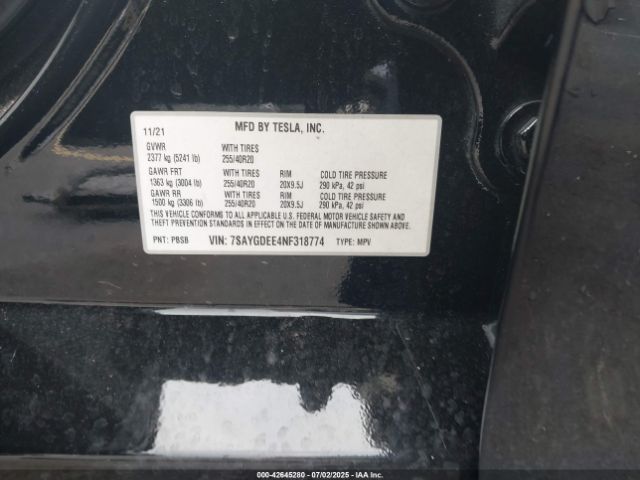 11/21 MFD BY TESLA, INC.
GVWR WITH TIRES
2377 kg (5241 lb) 255/40R20
GAWR FRT WITH TIRES RIM COLD TIRE PRESSURE
1363 kg (3004 lb) 255/40R20 20X9.5J 290 kPa, 42 psi
GAWR RR WITH TIRES RIM COLD TIRE PRESSURE
1500 kg (3306 lb) 255/40R20 20X9.5J 290 kPa, 42 psi
THIS VEHICLE CONFORMS TO ALL APPLICABLE U.S. FEDERAL MOTOR VEHICLE SAFETY AND
THEFT PREVENTION STANDARDS IN EFFECT ON THE DATE OF MANUFACTURE SHOWN ABOVE.
PNT: PBSB VIN: 7SAYGDEE4NF318774 TYPE: MPV
000-42645280 - 07/02/2025 - IAAI.COM